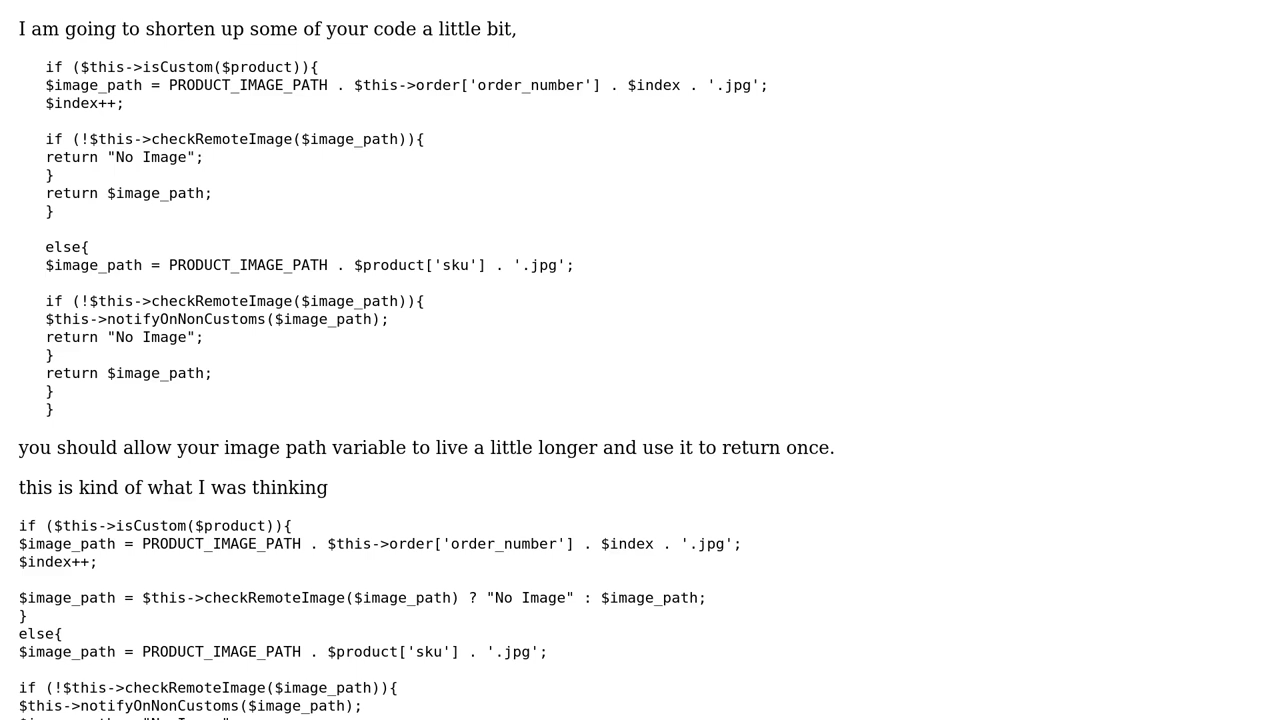 I am going to shorten up some of your code a little bit,
if ($this->isCustom($product)){
$image_path = PRODUCT_IMAGE_PATH . $this->order['order_number'] . $index . '.jpg';
$index++;
if (!$this->checkRemoteImage($image_path)){
return "No Image";
}
return $image_path;
}
else{
$image_path = PRODUCT_IMAGE_PATH . $product['sku'] . '.jpg';
if (!$this->checkRemoteImage($image_path)){
$this->notifyOnNonCustoms($image_path);
return "No Image";
}
return $image_path;
}
}
you should allow your image path variable to live a little longer and use it to return once.
this is kind of what I was thinking
if ($this->isCustom($product)){
$image_path = PRODUCT_IMAGE_PATH . $this->order['order_number'] . $index . '.jpg';
$index++;
$image_path = $this->checkRemoteImage($image_path) ? "No Image" : $image_path;
}
else{
$image_path = PRODUCT_IMAGE_PATH . $product['sku'] . '.jpg';
if (!$this->checkRemoteImage($image_path)){
$this->notifyOnNonCustoms($image_path);